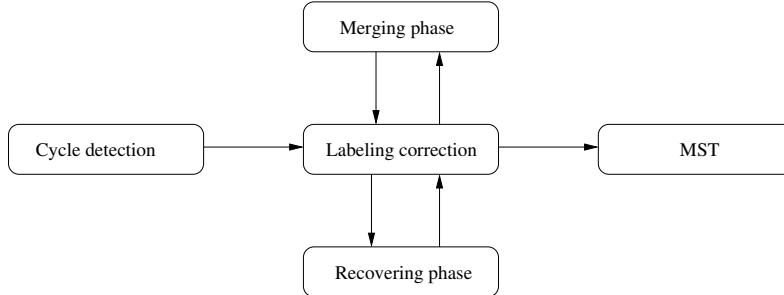 Merging phase
Cycle detection
Labeling correction
MST
Recovering phase